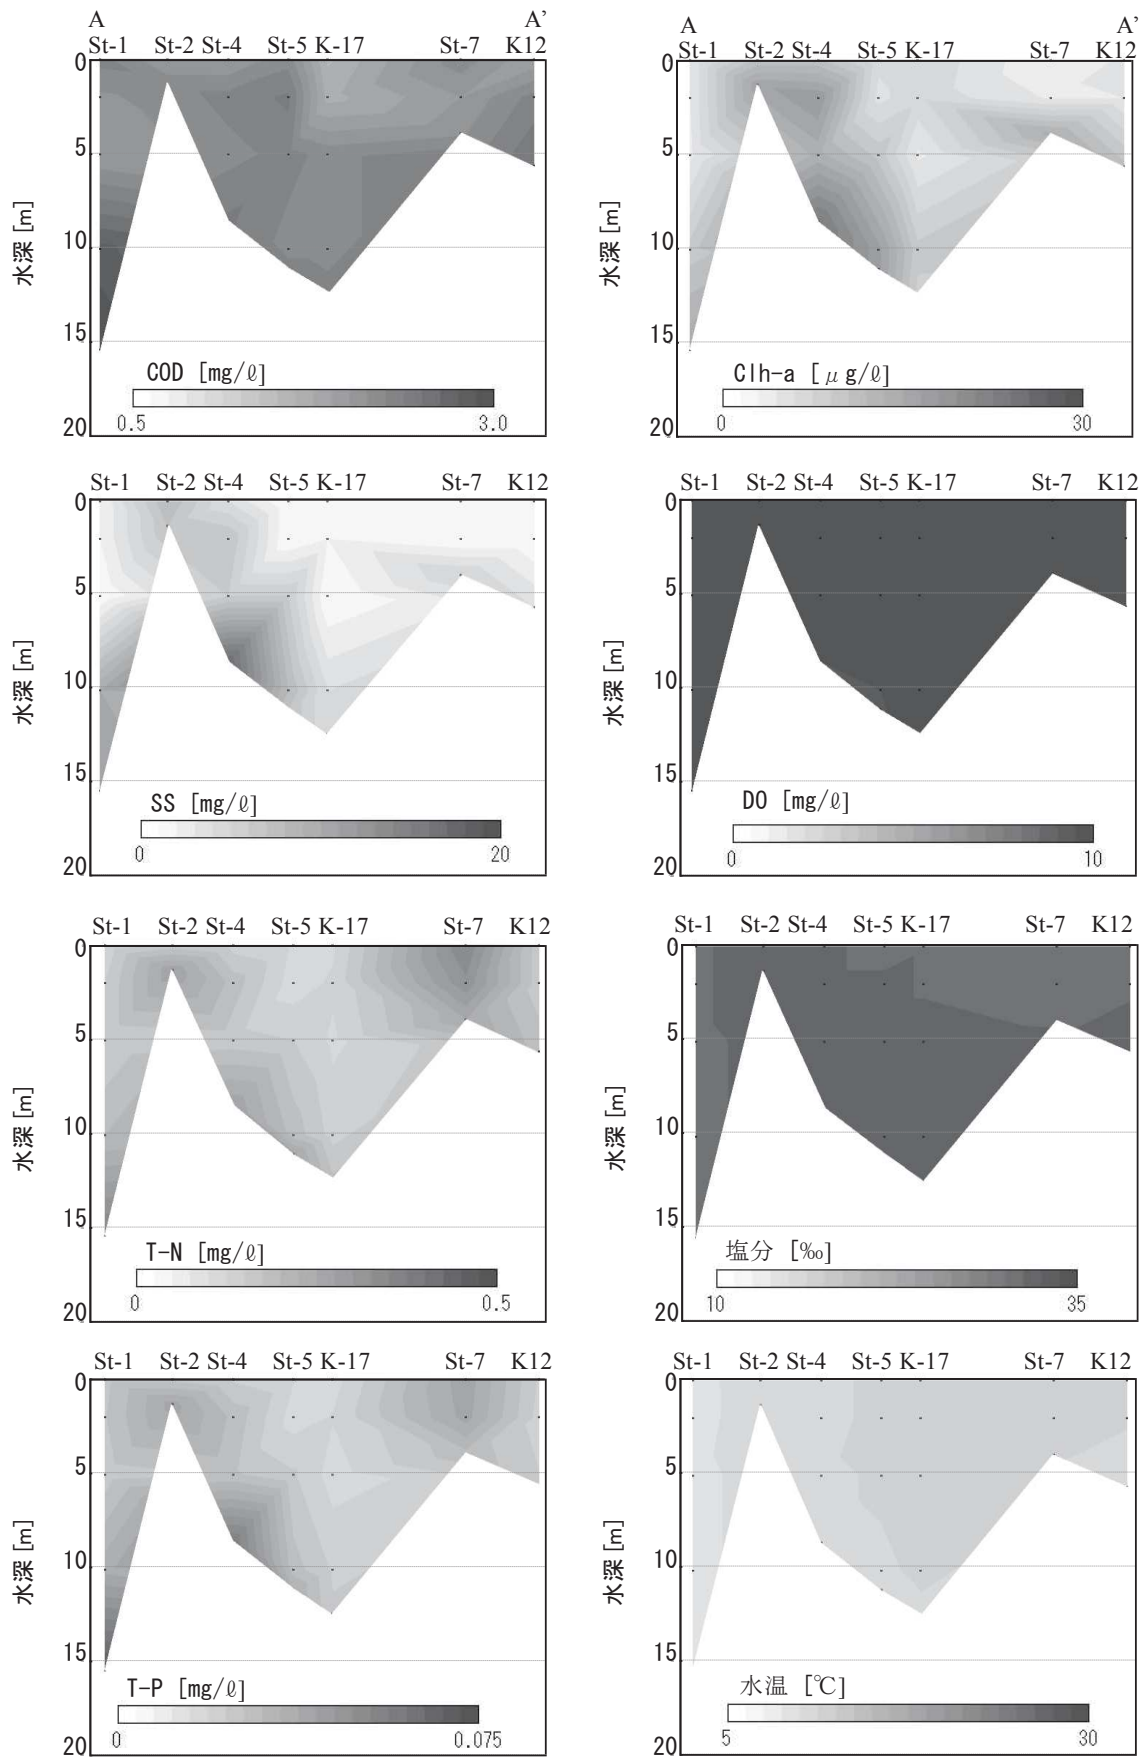 A A'
St-1 St-2 St-4 St-5 K-17 St-7 K12
0
5
10
15
20
水深 [m]
COD [mg/ℓ]
0.5 3.0
A A'
St-1 St-2 St-4 St-5 K-17 St-7 K12
0
5
10
15
20
水深 [m]
Clh-a [μg/ℓ]
0 30
St-1 St-2 St-4 St-5 K-17 St-7 K12
0
5
10
15
20
水深 [m]
SS [mg/ℓ]
0 20
St-1 St-2 St-4 St-5 K-17 St-7 K12
0
5
10
15
20
水深 [m]
DO [mg/ℓ]
0 10
St-1 St-2 St-4 St-5 K-17 St-7 K12
0
5
10
15
20
水深 [m]
T-N [mg/ℓ]
0 0.5
St-1 St-2 St-4 St-5 K-17 St-7 K12
0
5
10
15
20
水深 [m]
塩分 [‰]
10 35
St-1 St-2 St-4 St-5 K-17 St-7 K12
0
5
10
15
20
水深 [m]
T-P [mg/ℓ]
0 0.075
St-1 St-2 St-4 St-5 K-17 St-7 K12
0
5
10
15
20
水深 [m]
水温 [℃]
5 30